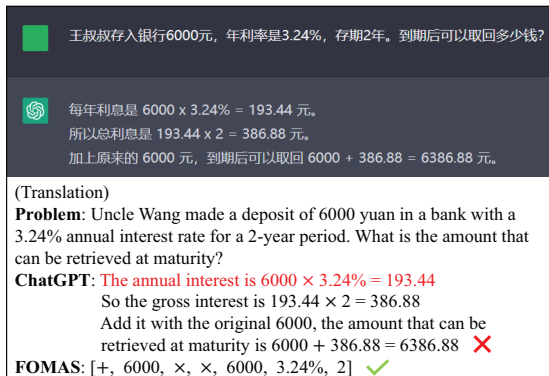 王叔叔存入银行6000元，年利率是3.24%，存期2年。到期后可以取回多少钱?
每年利息是 6000 x 3.24% = 193.44 元。
所以总利息是 193.44 x 2 = 386.88 元。
加上原来的 6000 元，到期后可以取回 6000 + 386.88 = 6386.88 元。
(Translation)
Problem: Uncle Wang made a deposit of 6000 yuan in a bank with a
3.24% annual interest rate for a 2-year period. What is the amount that
can be retrieved at maturity?
ChatGPT: The annual interest is 6000 × 3.24% = 193.44
So the gross interest is 193.44 × 2 = 386.88
Add it with the original 6000, the amount that can be
retrieved at maturity is 6000 + 386.88 = 6386.88 ✕
FOMAS: [+, 6000, ×, ×, 6000, 3.24%, 2] ✓